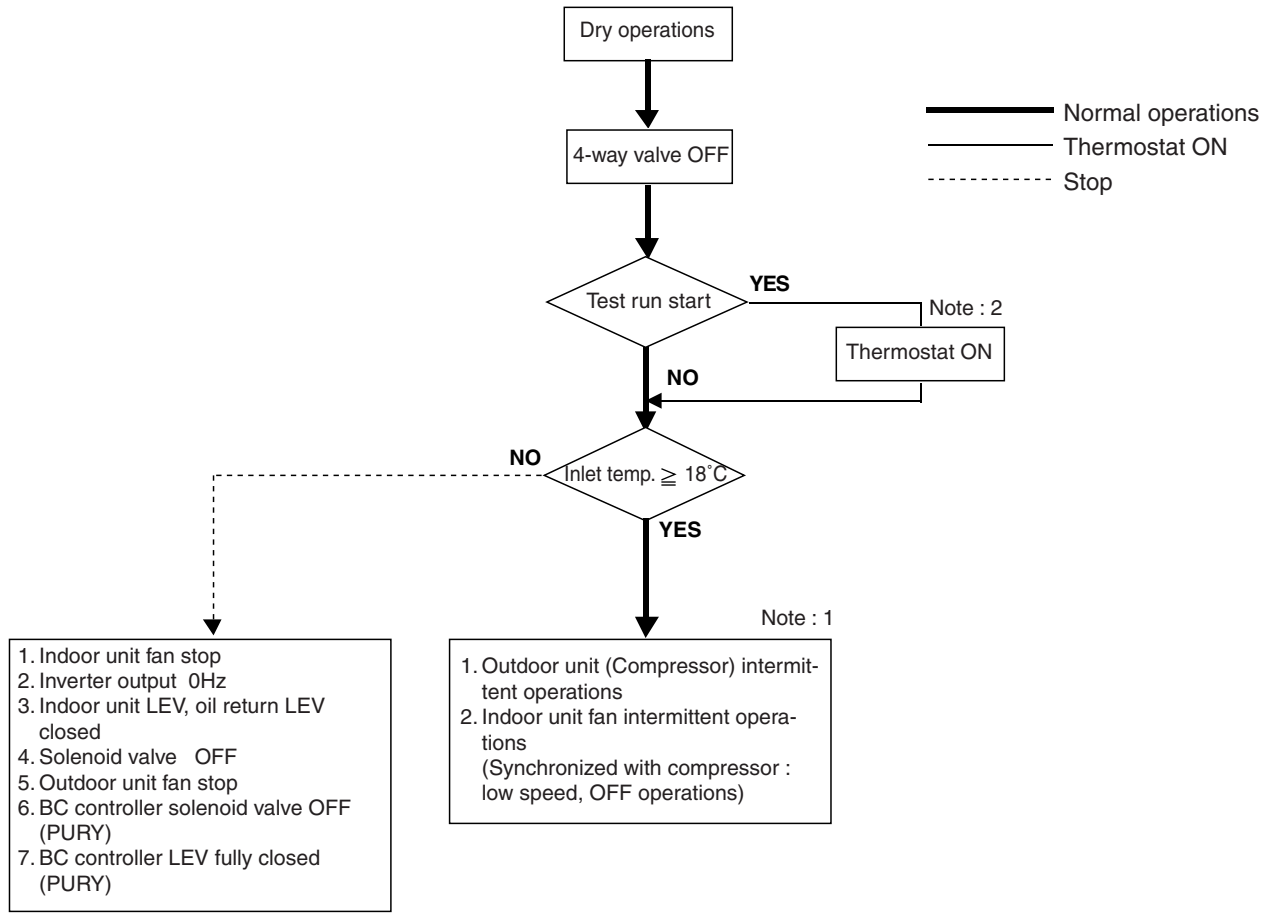 Dry operations
Normal operations
Thermostat ON
Stop
4-way valve OFF
Test run start
YES
Note : 2
Thermostat ON
NO
Inlet temp. ≧ 18˚C
NO
YES
Note : 1
1. Indoor unit fan stop
2. Inverter output 0Hz
3. Indoor unit LEV, oil return LEV
closed
4. Solenoid valve OFF
5. Outdoor unit fan stop
6. BC controller solenoid valve OFF
(PURY)
7. BC controller LEV fully closed
(PURY)
1. Outdoor unit (Compressor) intermit-
tent operations
2. Indoor unit fan intermittent opera-
tions
(Synchronized with compressor :
low speed, OFF operations)